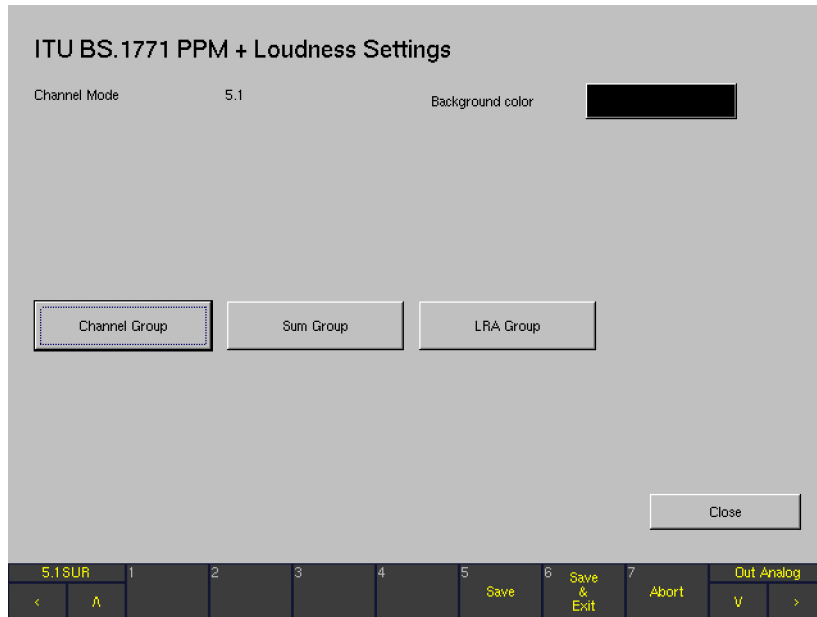 ITU BS.1771 PPM + Loudness Settings
Channel Mode 5.1 Background color
Channel Group Sum Group LRA Group
Close
5.1SUR 1 2 3 4 5 6 7 Out Analog
< Λ Save Save & Exit Abort V >